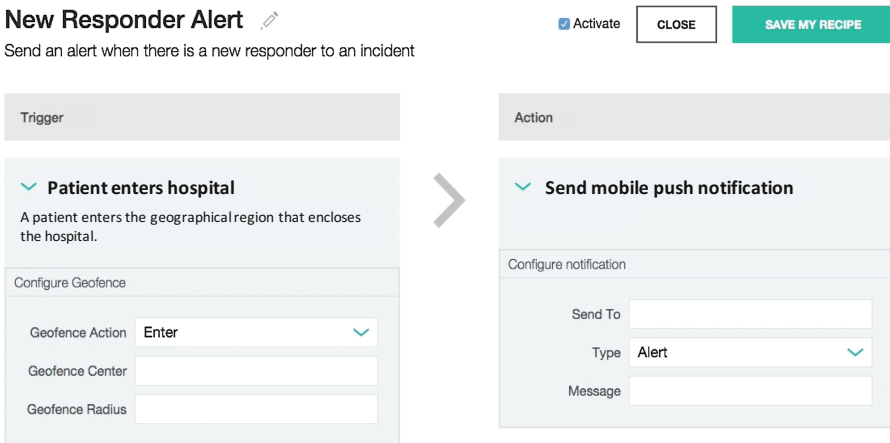 New Responder Alert
Activate
CLOSE
SAVE MY RECIPE
Send an alert when there is a new responder to an incident
Trigger
Patient enters hospital
A patient enters the geographical region that encloses
the hospital.
Configure Geofence
Geofence Action Enter
Geofence Center
Geofence Radius
Action
Send mobile push notification
Configure notification
Send To
Type Alert
Message